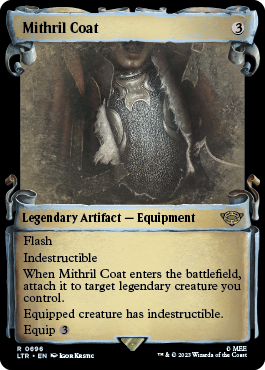 Mithril Coat 3
Legendary Artifact — Equipment
Flash
Indestructible
When Mithril Coat enters the battlefield,
attach it to target legendary creature you
control.
Equipped creature has indestructible.
Equip 3
R 0696
LTR • EN Igor Krstic
© MEE
™ & © 2023 Wizards of the Coast